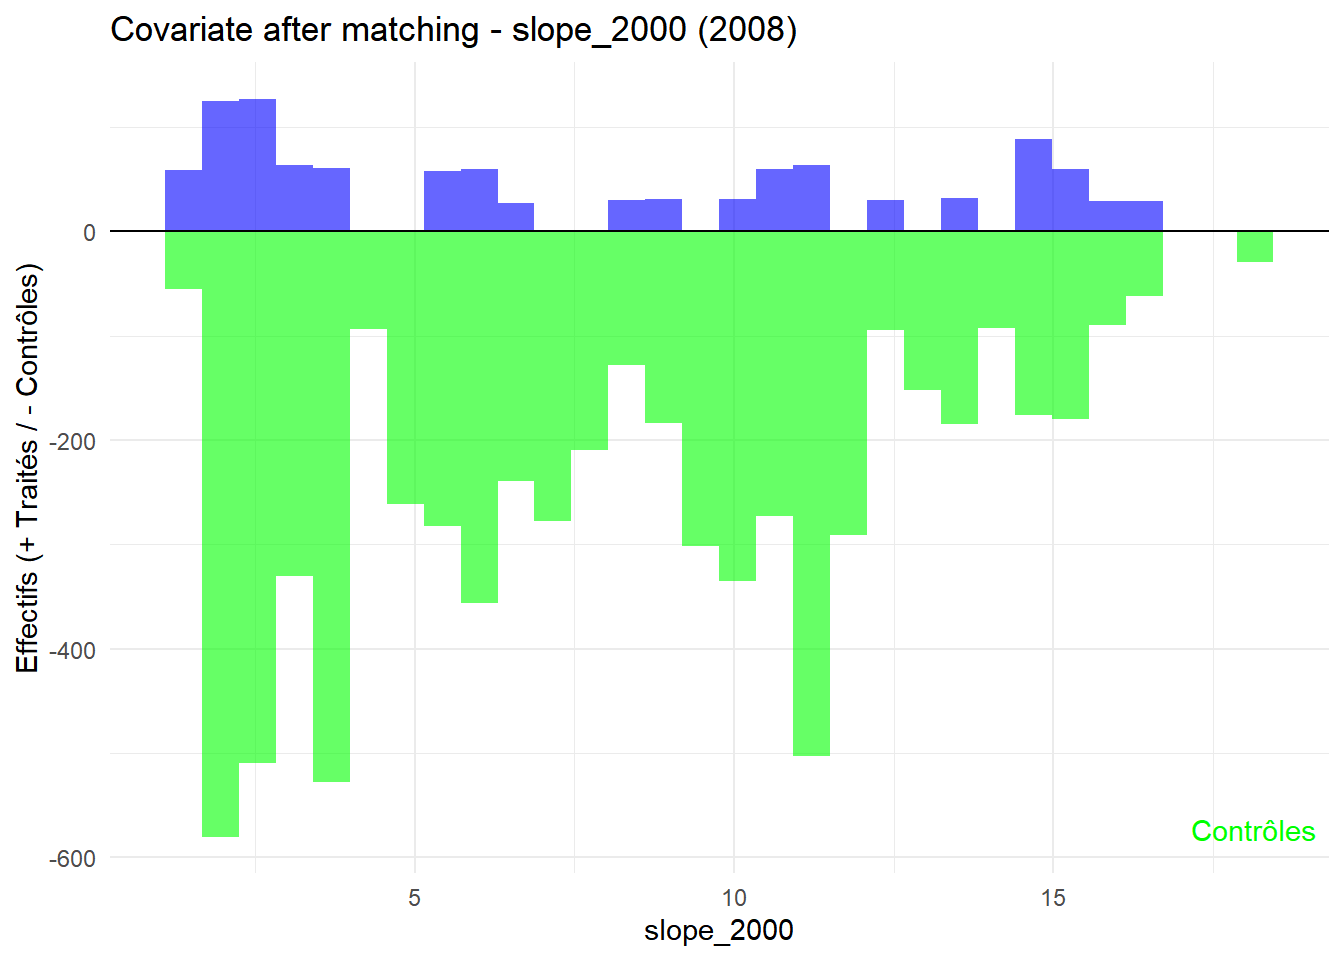 Covariate after matching - slope_2000 (2008)
Effectifs (+ Traités / - Contrôles)
0
-200
-400
-600
Contrôles
5
10
15
slope_2000